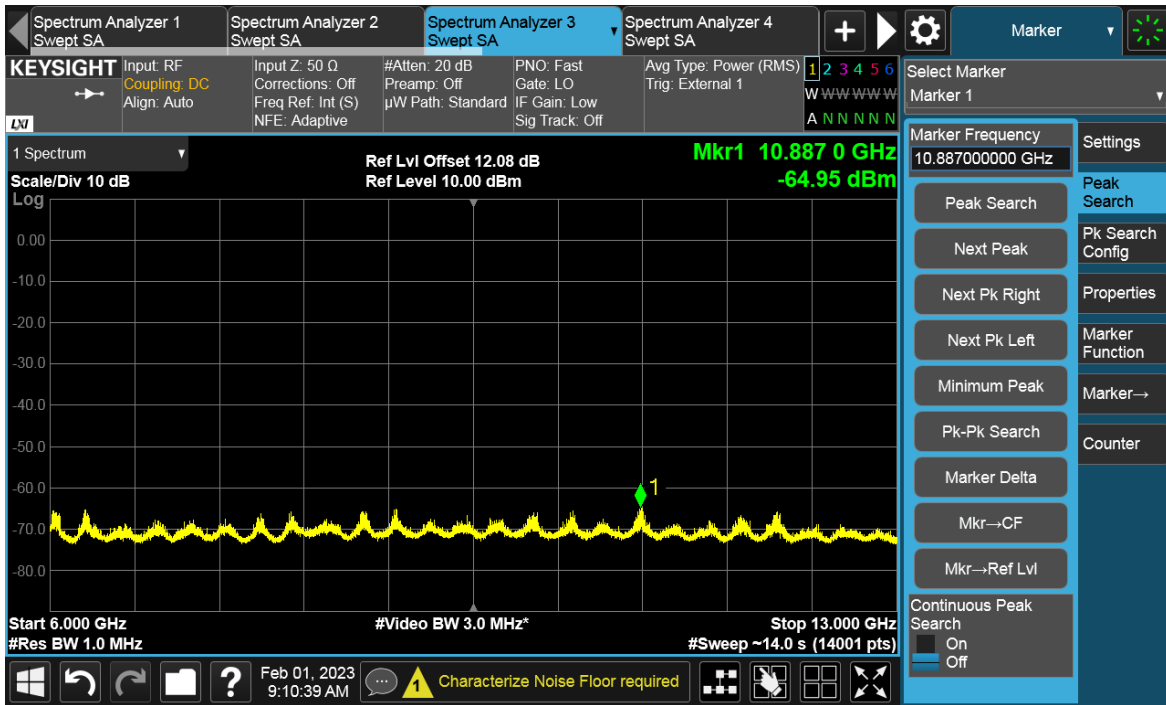 Spectrum Analyzer 1
Swept SA
Spectrum Analyzer 2
Swept SA
Spectrum Analyzer 3
Swept SA
Spectrum Analyzer 4
Swept SA
+
Marker
KEYSIGHT
LXI
Input: RF
Coupling: DC
Align: Auto
Input Z: 50 Ω
Corrections: Off
Freq Ref: Int (S)
NFE: Adaptive
#Atten: 20 dB
Preamp: Off
µW Path: Standard
PNO: Fast
Gate: LO
IF Gain: Low
Sig Track: Off
Avg Type: Power (RMS)
Trig: External 1
1 2 3 4 5 6
W W W W W W
A N N N N N
Select Marker
Marker 1
1 Spectrum
Scale/Div 10 dB
Log
Ref Lvl Offset 12.08 dB
Ref Level 10.00 dBm
Mkr1 10.887 0 GHz
-64.95 dBm
0.00
-10.0
-20.0
-30.0
-40.0
-50.0
-60.0
-70.0
-80.0
1
Start 6.000 GHz
#Res BW 1.0 MHz
#Video BW 3.0 MHz*
Stop 13.000 GHz
#Sweep ~14.0 s (14001 pts)
Marker Frequency
10.887000000 GHz
Peak Search
Next Peak
Next Pk Right
Next Pk Left
Minimum Peak
Pk-Pk Search
Marker Delta
Mkr→CF
Mkr→Ref Lvl
Continuous Peak
Search
On
Off
Settings
Peak
Search
Pk Search
Config
Properties
Marker
Function
Marker→
Counter
?
Feb 01, 2023
9:10:39 AM
1
Characterize Noise Floor required